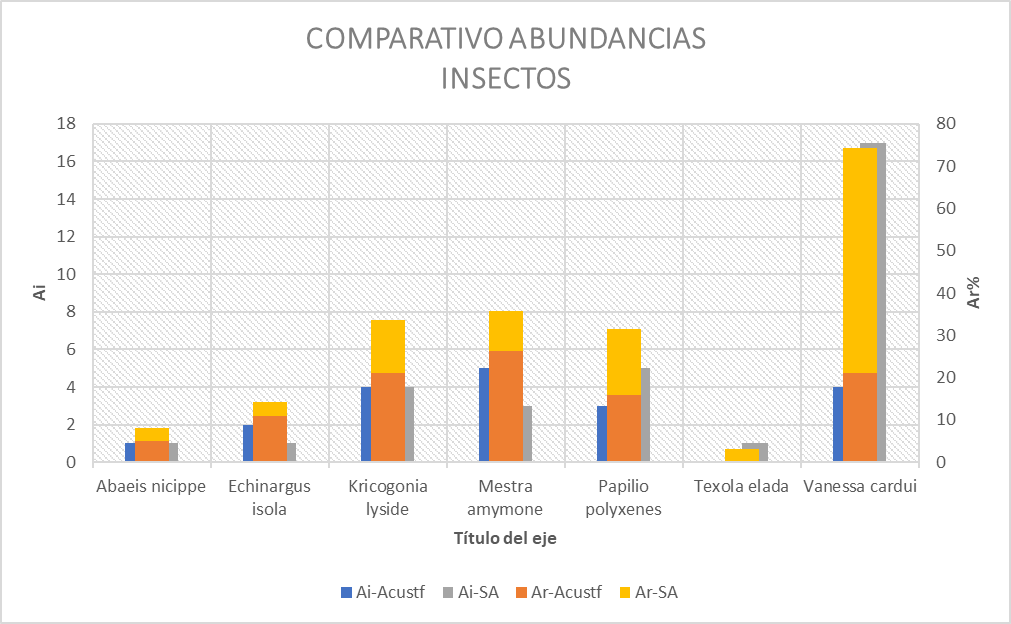 COMPARATIVO ABUNDANCIAS
INSECTOS
18
16
14
12
10
8
6
4
2
0
Ai
80
70
60
50
40
30
20
10
0
Ar%
Abaeis nicippe
Echinargus
isola
Kricogonia
lyside
Mestra
amymone
Papilio
polyxenes
Texola elada
Vanessa cardui
Título del eje
Ai-Acustf
Ai-SA
Ar-Acustf
Ar-SA